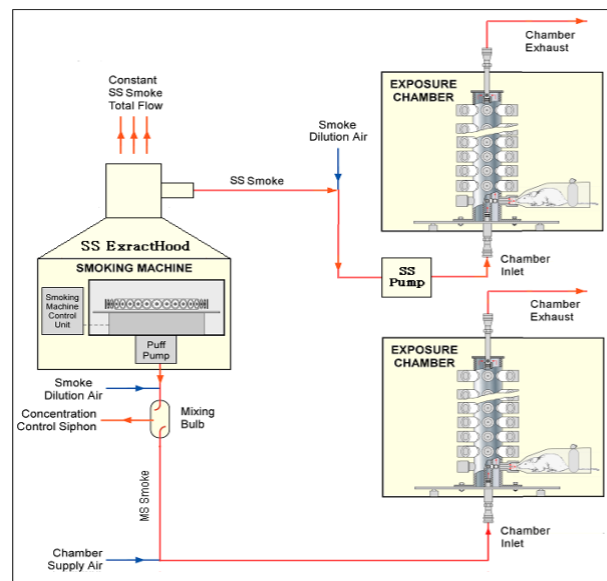 Constant
SS Smoke
Total Flow
Smoke
Dilution Air
SS Smoke
SS ExractHood
SMOKING MACHINE
Smoking
Machine
Control
Unit
Puff
Pump
Smoke
Dilution Air
Concentration
Control Siphon
Mixing
Bulb
MS Smoke
Chamber
Supply Air
Chamber
Exhaust
EXPOSURE
CHAMBER
SS
Pump
Chamber
Inlet
Chamber
Exhaust
EXPOSURE
CHAMBER
Chamber
Inlet